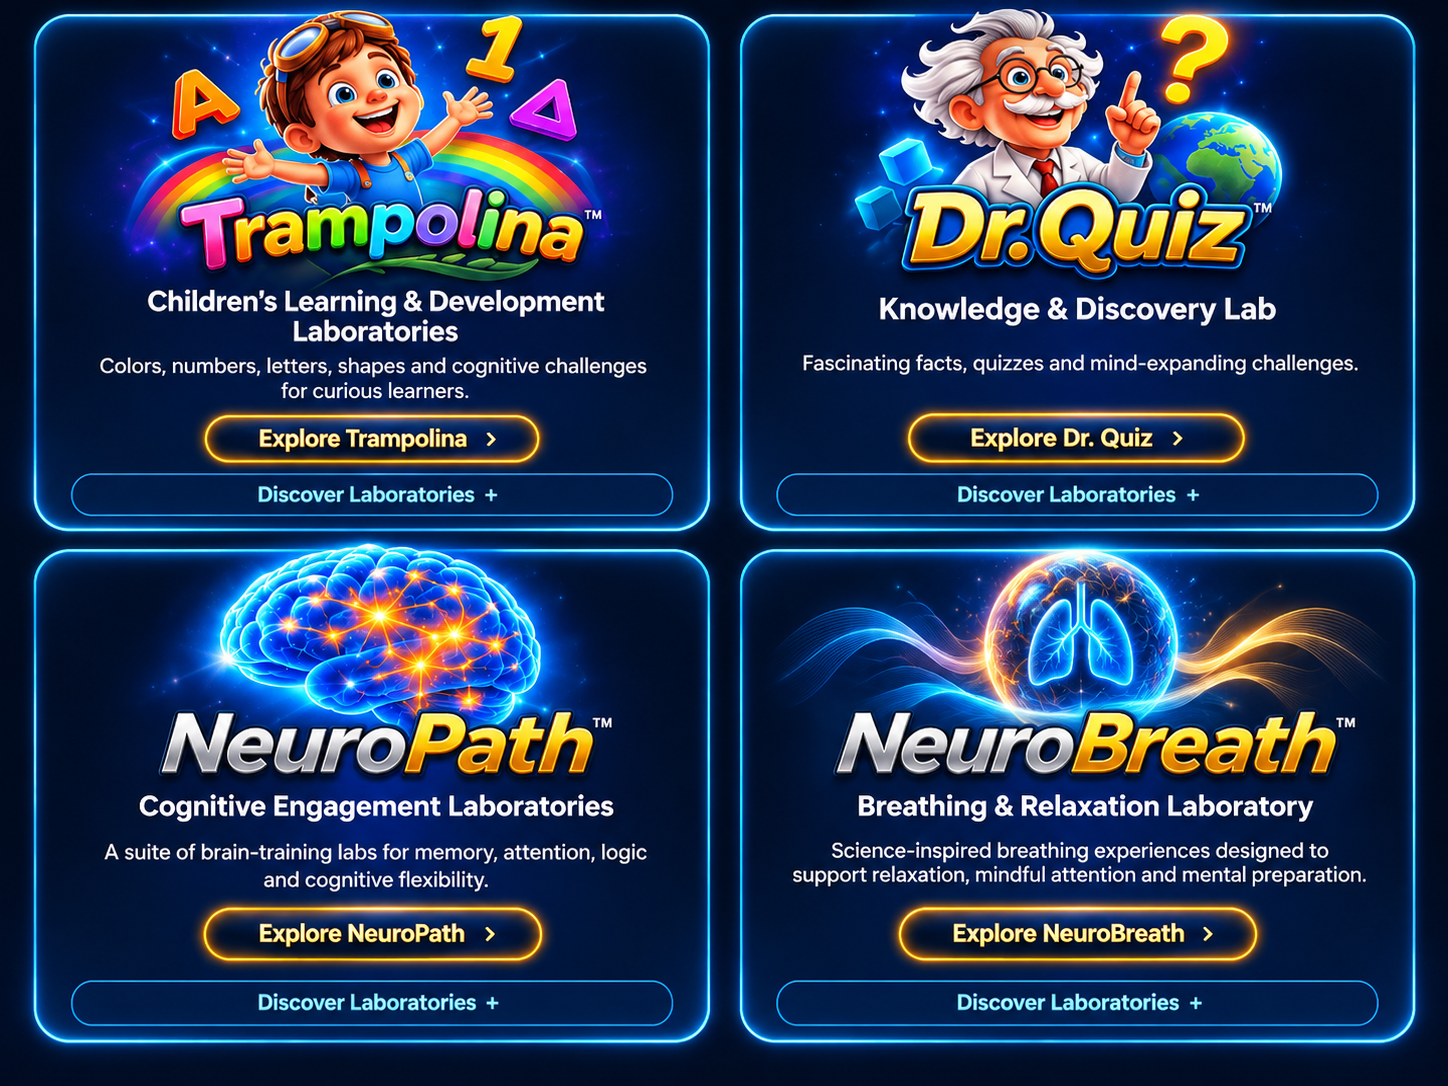 A
1
Trampolina™
Children's Learning & Development
Laboratories
Colors, numbers, letters, shapes and cognitive challenges
for curious learners.
Explore Trampolina >
Discover Laboratories +
?
Dr. Quiz™
Knowledge & Discovery Lab
Fascinating facts, quizzes and mind-expanding challenges.
Explore Dr. Quiz >
Discover Laboratories +
NeuroPath™
Cognitive Engagement Laboratories
A suite of brain-training labs for memory, attention, logic
and cognitive flexibility.
Explore NeuroPath >
Discover Laboratories +
NeuroBreath™
Breathing & Relaxation Laboratory
Science-inspired breathing experiences designed to
support relaxation, mindful attention and mental preparation.
Explore NeuroBreath >
Discover Laboratories +